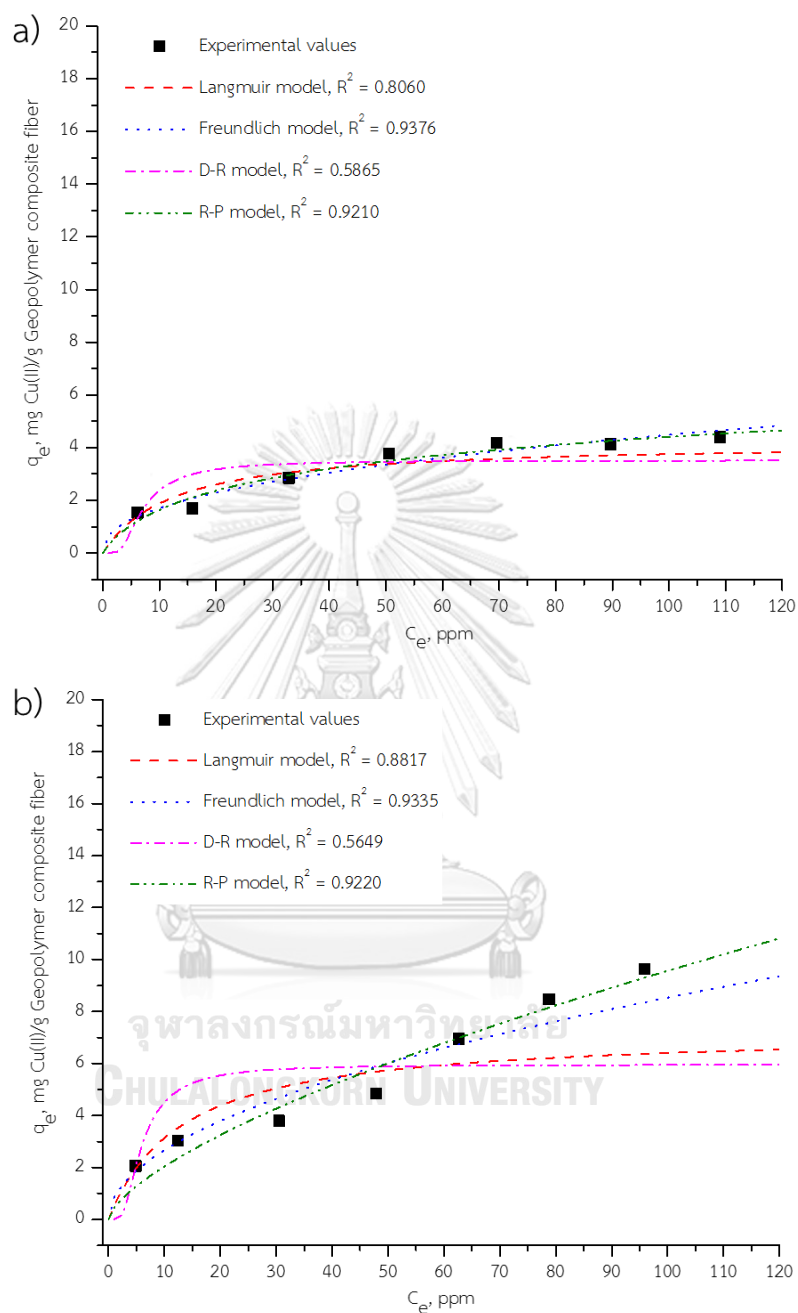 a)
20
18
16
14
12
10
8
6
4
2
0
q_e, mg Cu(II)/g Geopolymer composite fiber
Experimental values
Langmuir model, R² = 0.8060
Freundlich model, R² = 0.9376
D-R model, R² = 0.5865
R-P model, R² = 0.9210
0 10 20 30 40 50 60 70 80 90 100 110 120
C_e, ppm
b)
20
18
16
14
12
10
8
6
4
2
0
q_e, mg Cu(II)/g Geopolymer composite fiber
Experimental values
Langmuir model, R² = 0.8817
Freundlich model, R² = 0.9335
D-R model, R² = 0.5649
R-P model, R² = 0.9220
จุฬาลงกรณ์มหาวิทยาลัย
CHULALONGKORN UNIVERSITY
0 10 20 30 40 50 60 70 80 90 100 110 120
C_e, ppm